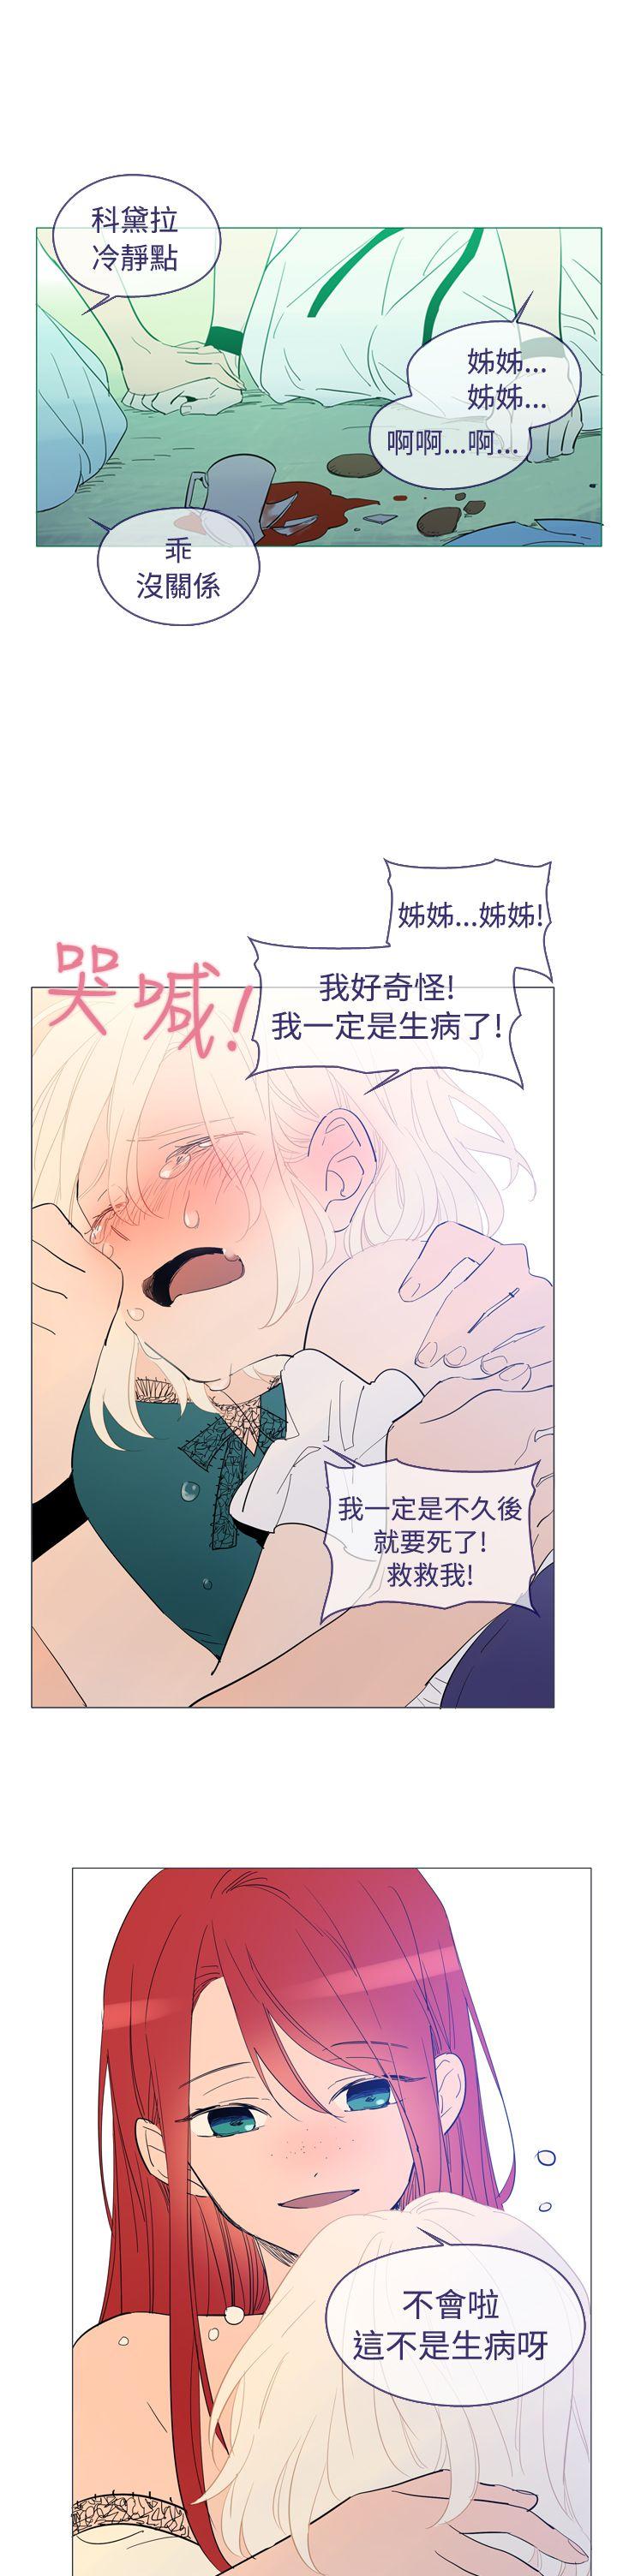 科黛拉
冷靜點
姊姊...
姊姊...
啊啊...啊...
乖
沒關係
姊姊...姊姊!
我好奇怪!
我一定是生病了!
哭喊!
我一定是不久後
就要死了!
救救我!
不會啦
這不是生病呀